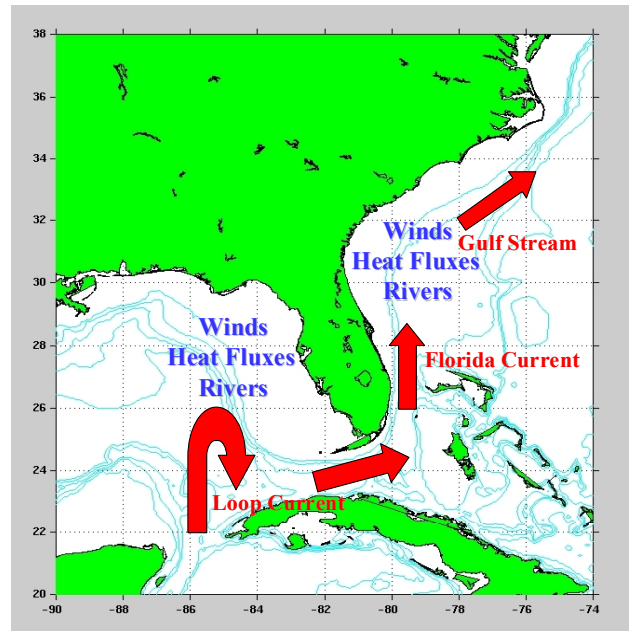 38
36
34
32
30
28
26
24
22
20
Winds
Heat Fluxes
Rivers
Gulf Stream
Winds
Heat Fluxes
Rivers
Florida Current
Loop Current
-90
-88
-86
-84
-82
-80
-78
-76
-74